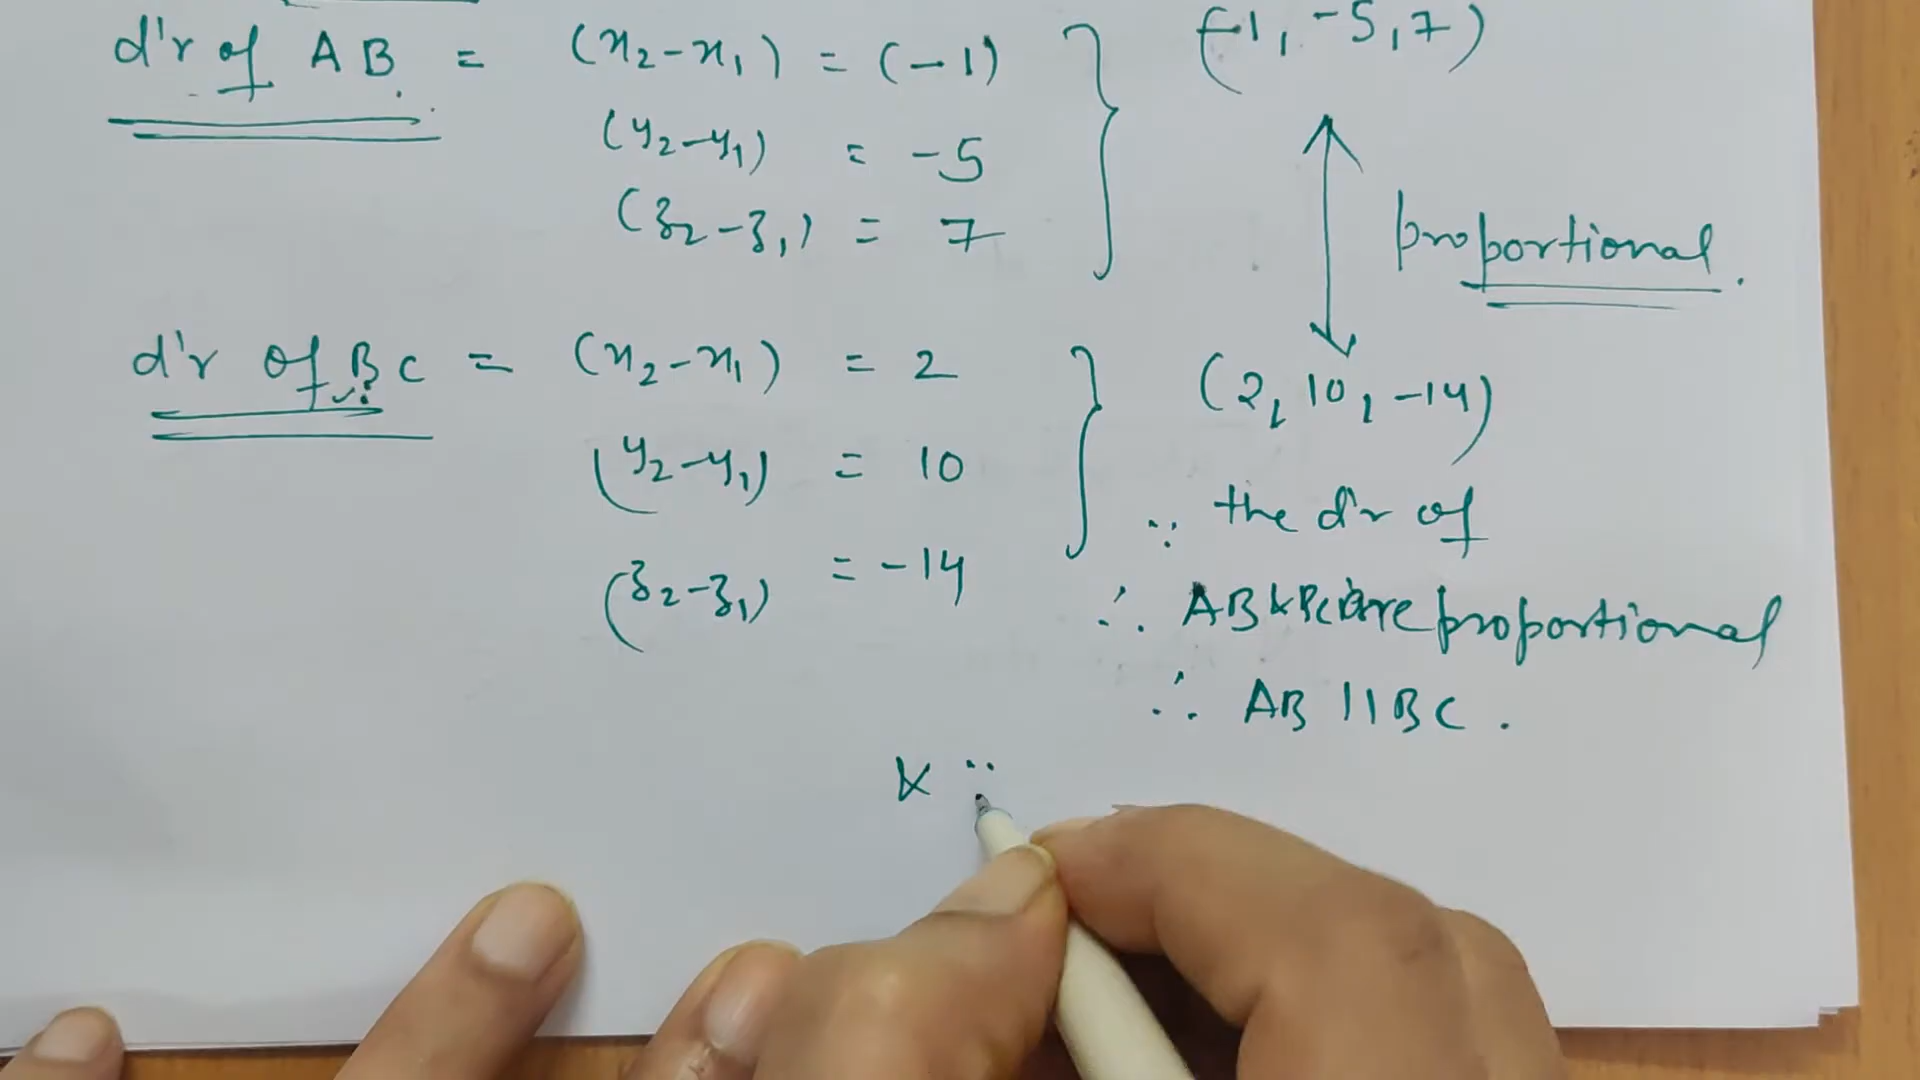 d'r of AB = (x₂-x₁) = (-1) (-1, -5, 7)
(y₂-y₁) = -5
(z₂-z₁) = 7
proportional.
d'r of BC = (x₂-x₁) = 2 (2, 10, -14)
(y₂-y₁) = 10
∵ the d'r of
(z₂-z₁) = -14
∴ AB & BC are proportional
∴ AB || BC.
& ∵